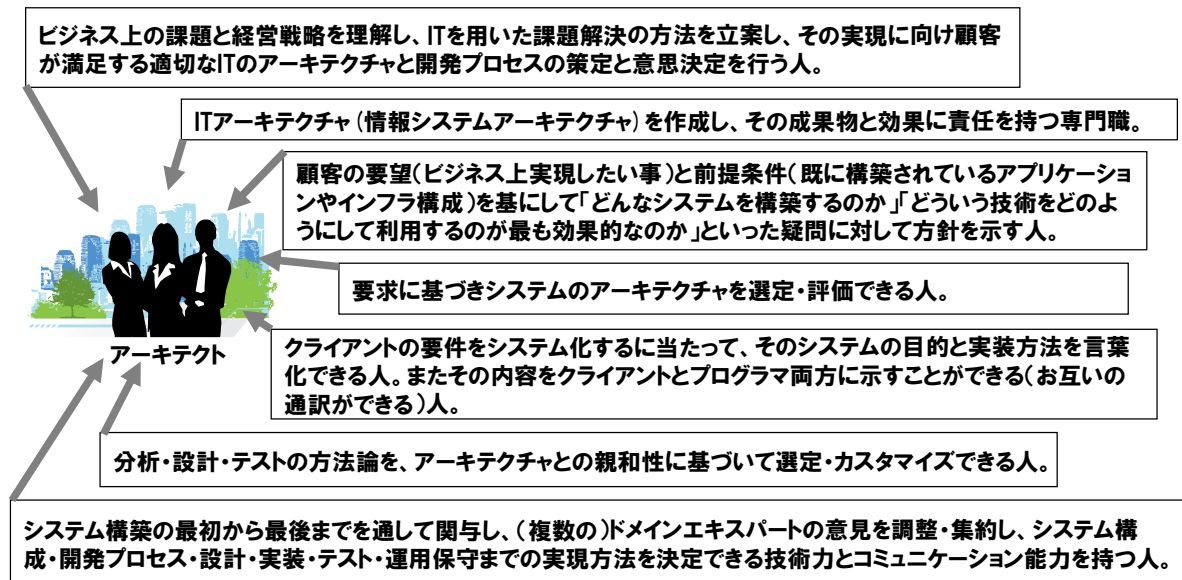 ビジネス上の課題と経営戦略を理解し、ITを用いた課題解決の方法を立案し、その実現に向け顧客
が満足する適切なITのアーキテクチャと開発プロセスの策定と意思決定を行う人。
ITアーキテクチャ(情報システムアーキテクチャ)を作成し、その成果物と効果に責任を持つ専門職。
顧客の要望(ビジネス上実現したい事)と前提条件(既に構築されているアプリケーショ
ンやインフラ構成)を基にして「どんなシステムを構築するのか」「どういう技術をどのよ
うにして利用するのが最も効果的なのか」といった疑問に対して方針を示す人。
要求に基づきシステムのアーキテクチャを選定・評価できる人。
アーキテクト
クライアントの要件をシステム化するに当たって、そのシステムの目的と実装方法を言葉
化できる人。またその内容をクライアントとプログラマ両方に示すことができる(お互いの
通訳ができる)人。
分析・設計・テストの方法論を、アーキテクチャとの親和性に基づいて選定・カスタマイズできる人。
システム構築の最初から最後までを通して関与し、(複数の)ドメインエキスパートの意見を調整・集約し、システム構
成・開発プロセス・設計・実装・テスト・運用保守までの実現方法を決定できる技術力とコミュニケーション能力を持つ人。